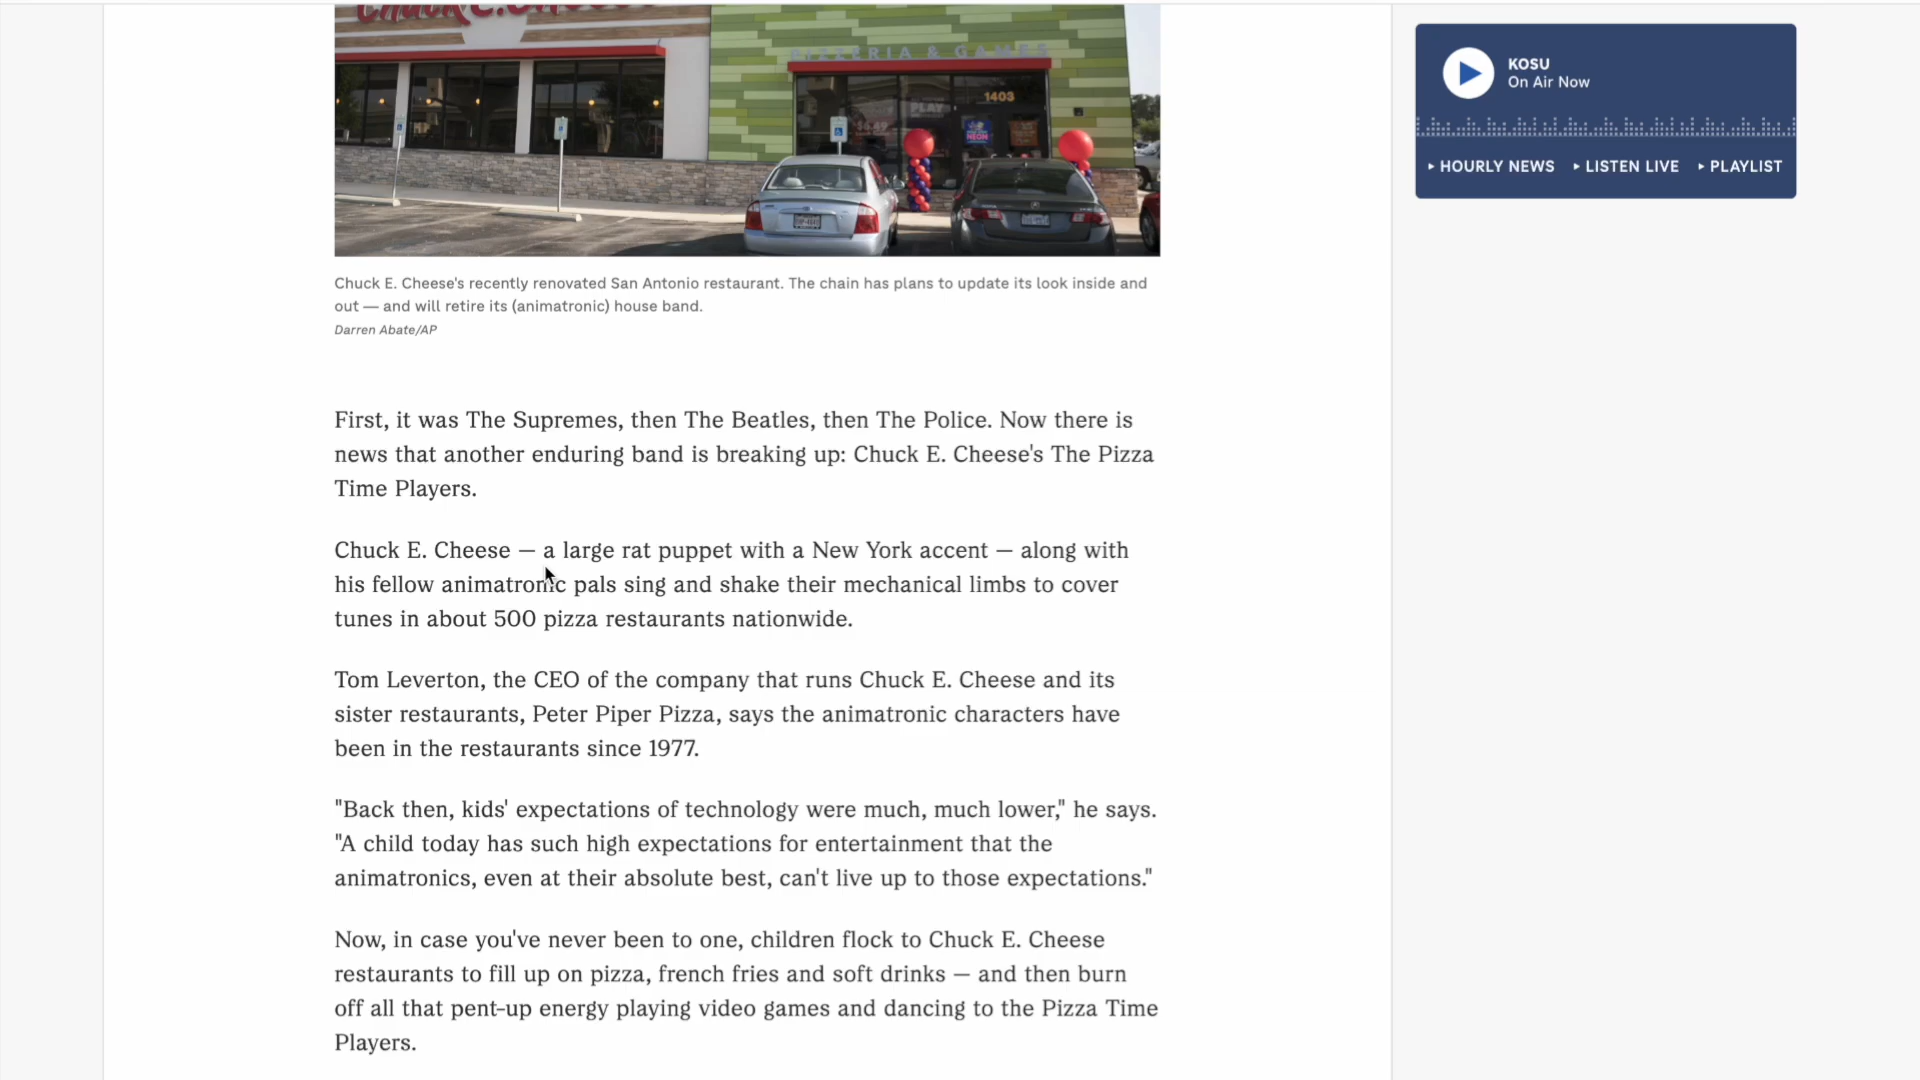 Chuck E. Cheese
PIZZERIA & GAMES
1403
PLAY
$6.49
KOSU
On Air Now
HOURLY NEWS
LISTEN LIVE
PLAYLIST
Chuck E. Cheese's recently renovated San Antonio restaurant. The chain has plans to update its look inside and
out — and will retire its (animatronic) house band.
Darren Abate/AP
First, it was The Supremes, then The Beatles, then The Police. Now there is
news that another enduring band is breaking up: Chuck E. Cheese's The Pizza
Time Players.
Chuck E. Cheese — a large rat puppet with a New York accent — along with
his fellow animatronic pals sing and shake their mechanical limbs to cover
tunes in about 500 pizza restaurants nationwide.
Tom Leverton, the CEO of the company that runs Chuck E. Cheese and its
sister restaurants, Peter Piper Pizza, says the animatronic characters have
been in the restaurants since 1977.
"Back then, kids' expectations of technology were much, much lower," he says.
"A child today has such high expectations for entertainment that the
animatronics, even at their absolute best, can't live up to those expectations."
Now, in case you've never been to one, children flock to Chuck E. Cheese
restaurants to fill up on pizza, french fries and soft drinks — and then burn
off all that pent-up energy playing video games and dancing to the Pizza Time
Players.